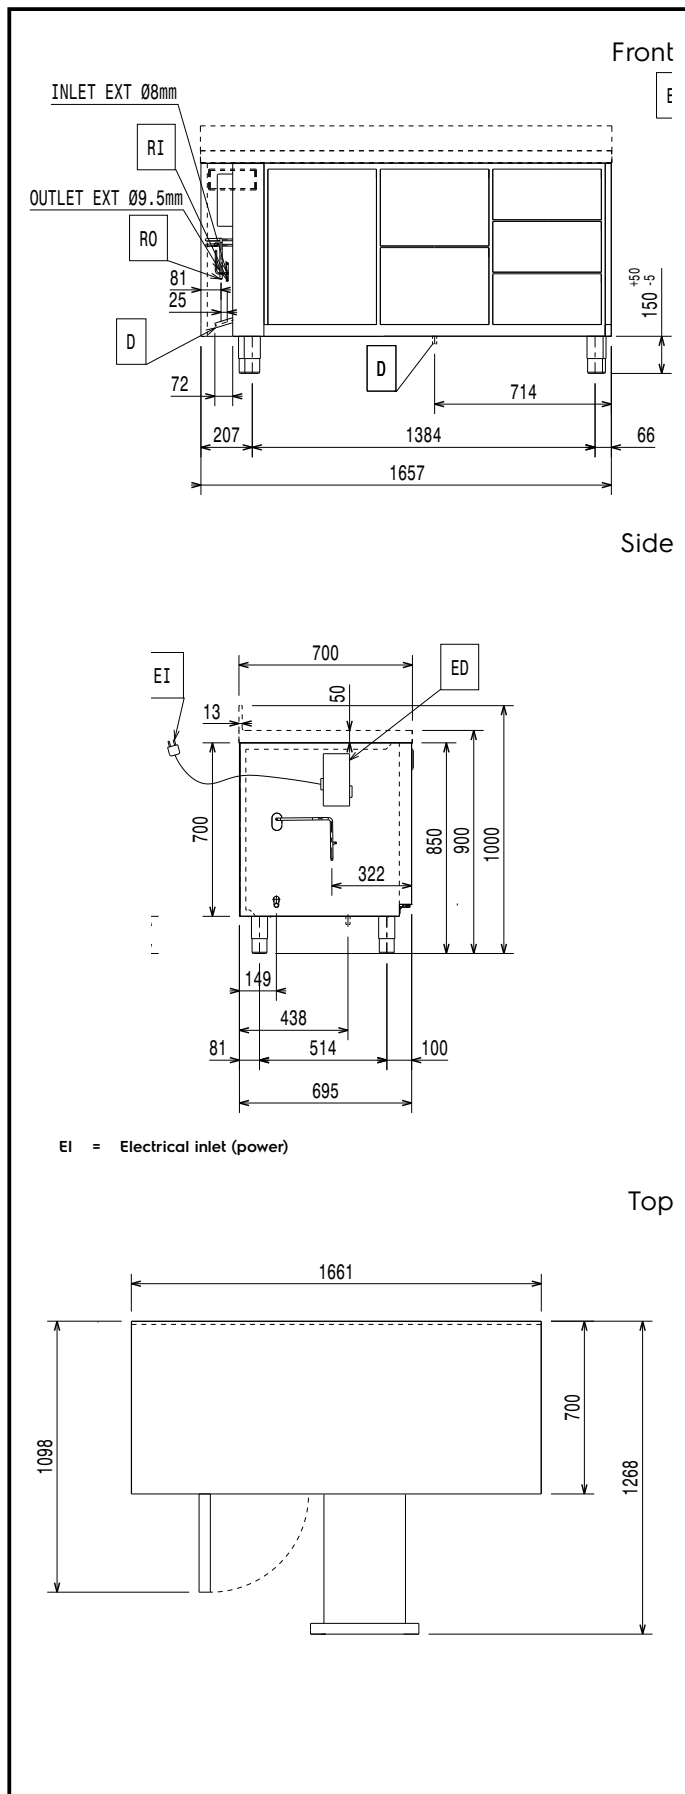 Front
INLET EXT Ø8mm
RI
OUTLET EXT Ø9.5mm
RO
81
25
D
D
72
+50
150 -5
714
207
1384
66
1657
Side
EI
700
ED
50
13
700
322
850
900
1000
149
438
81
514
100
695
EI = Electrical inlet (power)
Top
1661
1098
700
1268